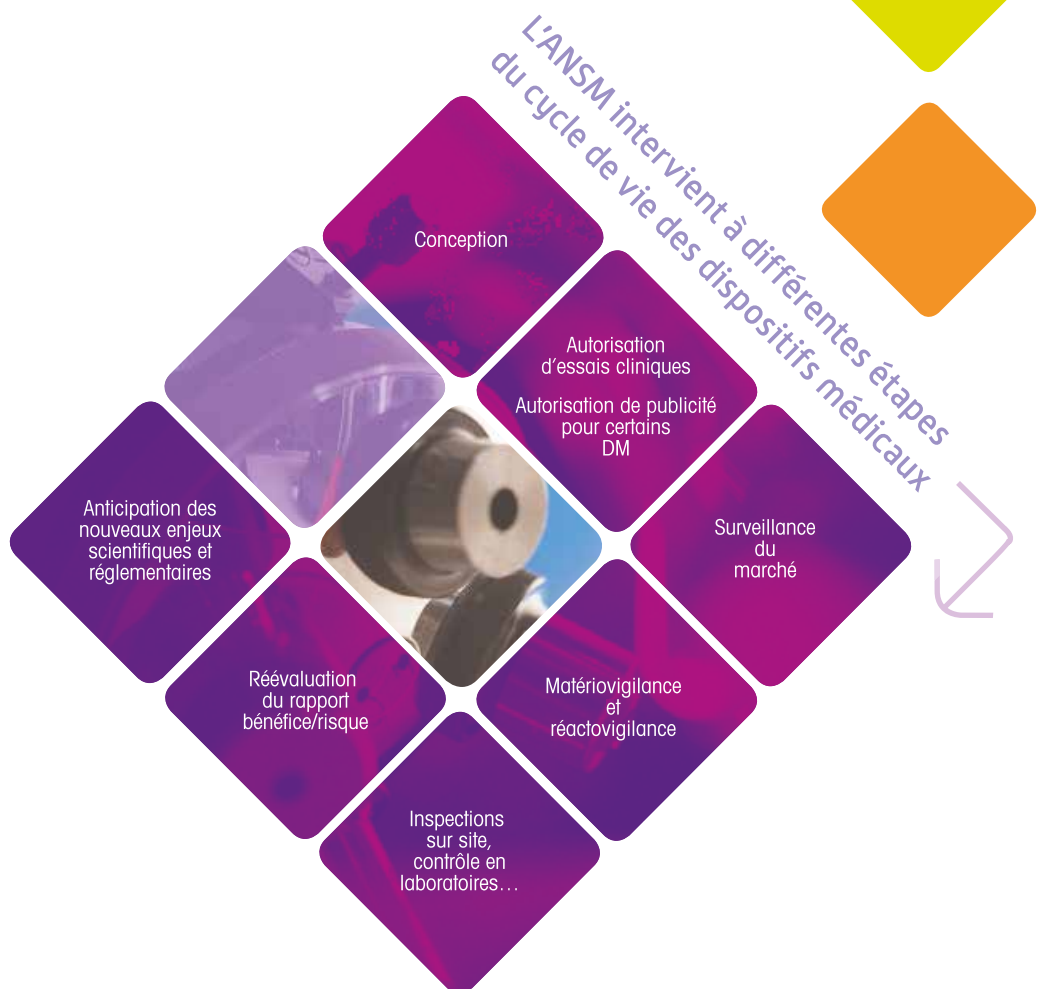 L'ANSM intervient à différentes étapes
du cycle de vie des dispositifs médicaux
Conception
Autorisation
d'essais cliniques
Autorisation de publicité
pour certains
DM
Surveillance
du
marché
Matériovigilance
et
réactovigilance
Inspections
sur site,
contrôle en
laboratoires…
Réévaluation
du rapport
bénéfice/risque
Anticipation des
nouveaux enjeux
scientifiques et
réglementaires